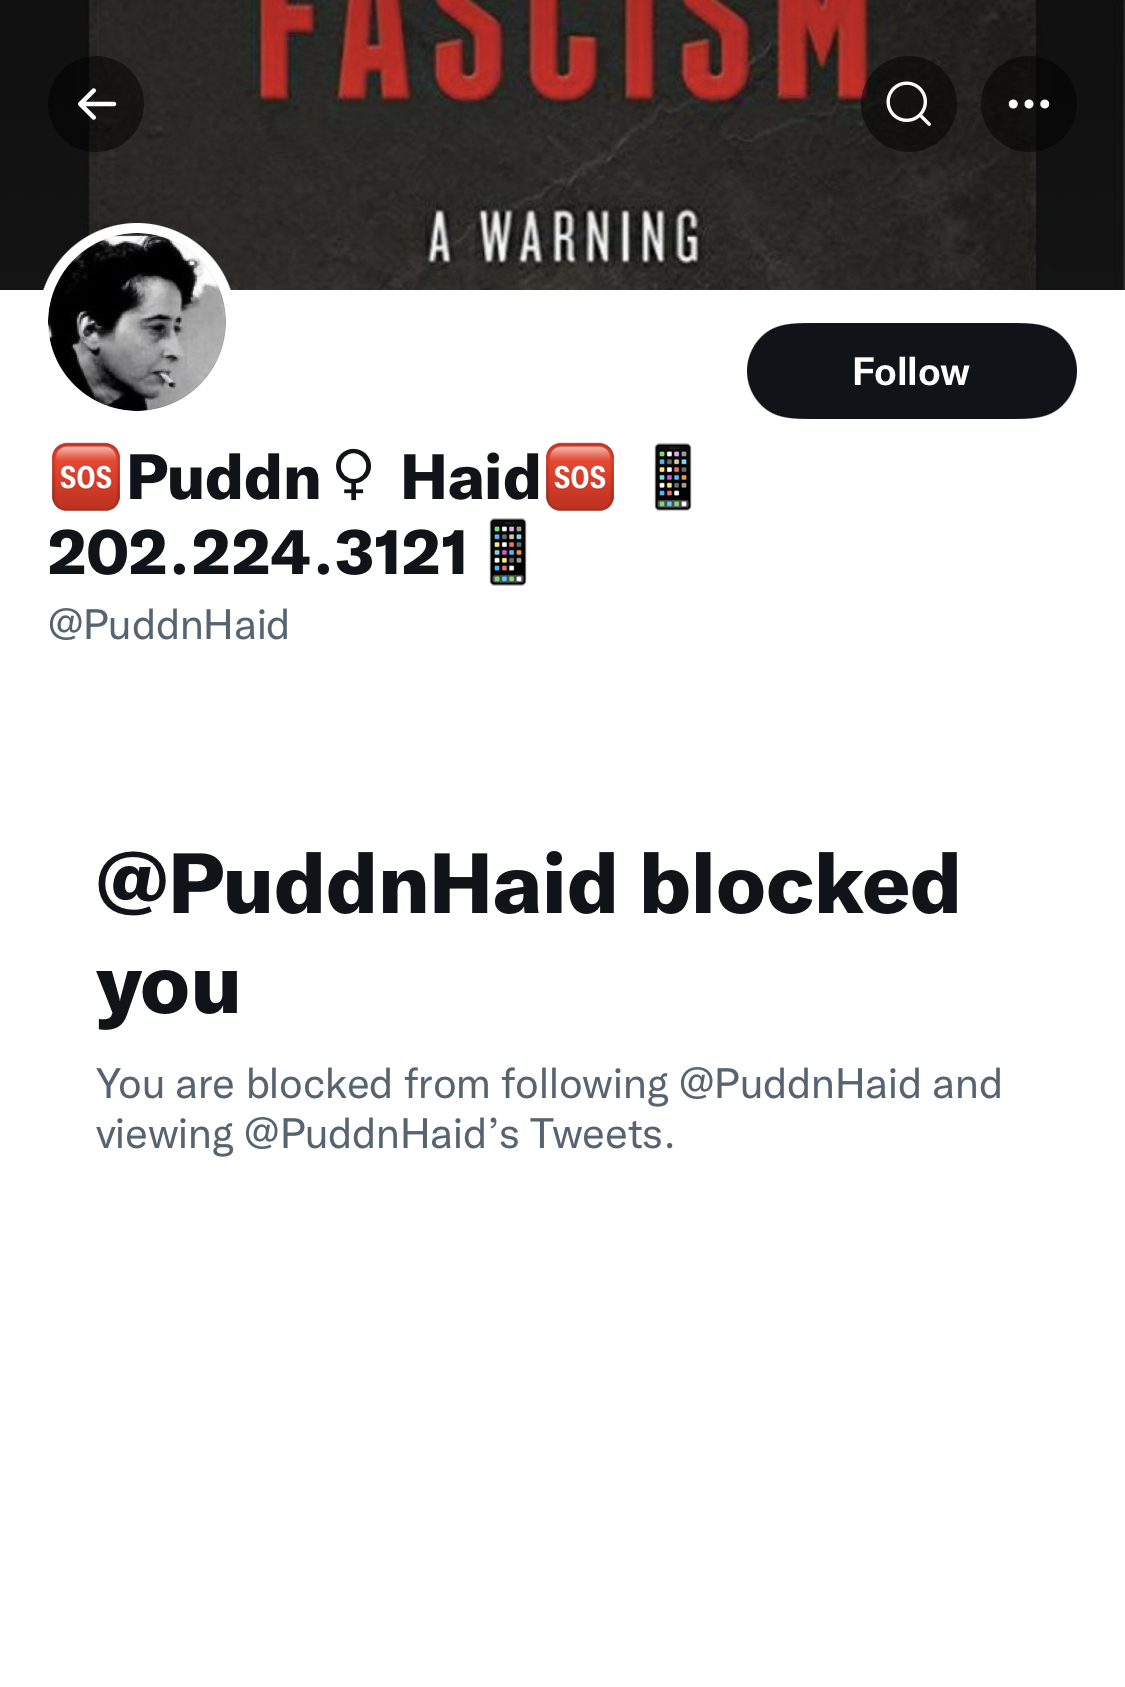 FASCISM
A WARNING
Follow
🆘Puddn♀ Haid🆘 📱
202.224.3121📱
@PuddnHaid
@PuddnHaid blocked
you
You are blocked from following @PuddnHaid and
viewing @PuddnHaid’s Tweets.